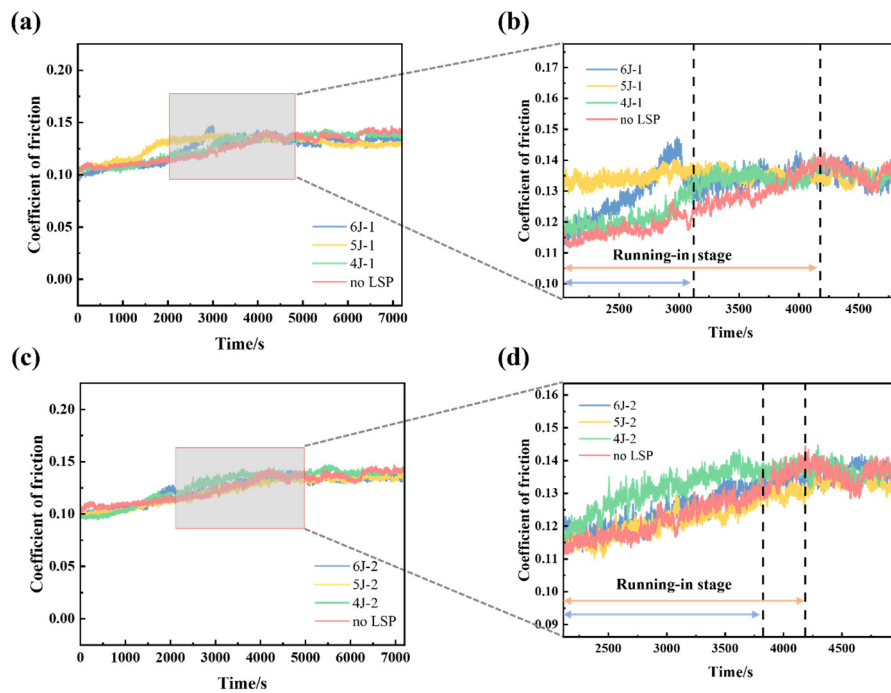 (a)
0.20
0.15
0.10
0.05
0.00
Coefficient of friction
6J-1
5J-1
4J-1
no LSP
0 1000 2000 3000 4000 5000 6000 7000
Time/s
(b)
0.17
0.16
0.15
0.14
0.13
0.12
0.11
0.10
Coefficient of friction
6J-1
5J-1
4J-1
no LSP
Running-in stage
2500 3000 3500 4000 4500
Time/s
(c)
0.20
0.15
0.10
0.05
0.00
Coefficient of friction
6J-2
5J-2
4J-2
no LSP
0 1000 2000 3000 4000 5000 6000 7000
Time/s
(d)
0.16
0.15
0.14
0.13
0.12
0.11
0.10
0.09
Coefficient of friction
6J-2
5J-2
4J-2
no LSP
Running-in stage
2500 3000 3500 4000 4500
Time/s